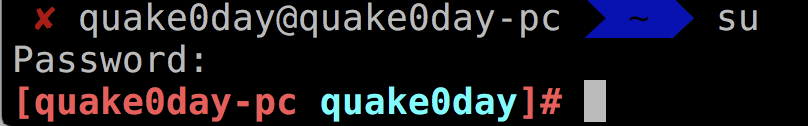 ✘ quake0day@quake0day-pc ~ su
Password:
[quake0day-pc quake0day]#